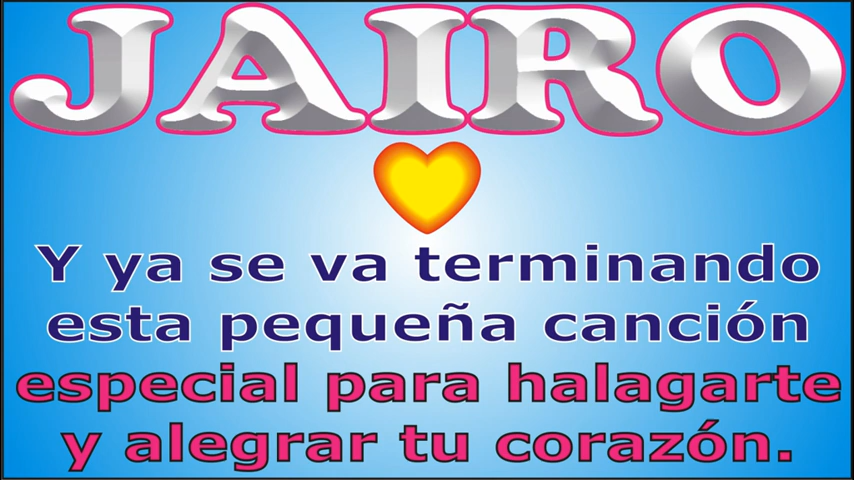 JAIRO
Y ya se va terminando
esta pequeña canción
especial para halagarte
y alegrar tu corazón.